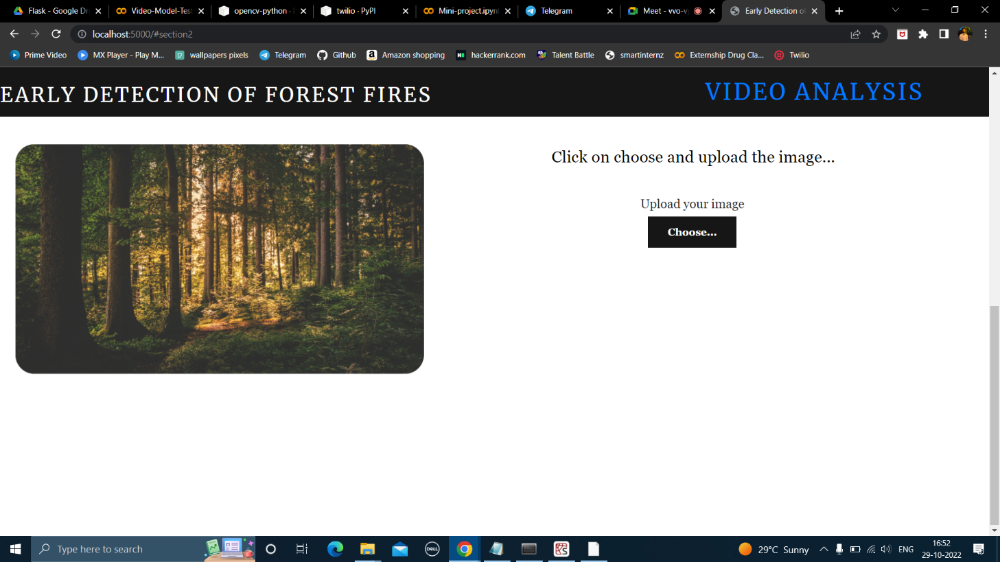 Flask - Google Dr
Video-Model-Tes
opencv-python ·
twilio · PyPI
Mini-project.ipyn
Telegram
Meet - vvo-v
Early Detection o
localhost:5000/#section2
Prime Video
MX Player - Play M...
wallpapers pixels
Telegram
Github
Amazon shopping
hackerrank.com
Talent Battle
smartinternz
Externship Drug Cla...
Twilio
EARLY DETECTION OF FOREST FIRES
VIDEO ANALYSIS
Click on choose and upload the image...
Upload your image
Choose...
Type here to search
DELL
29°C Sunny
ENG
16:52
29-10-2022